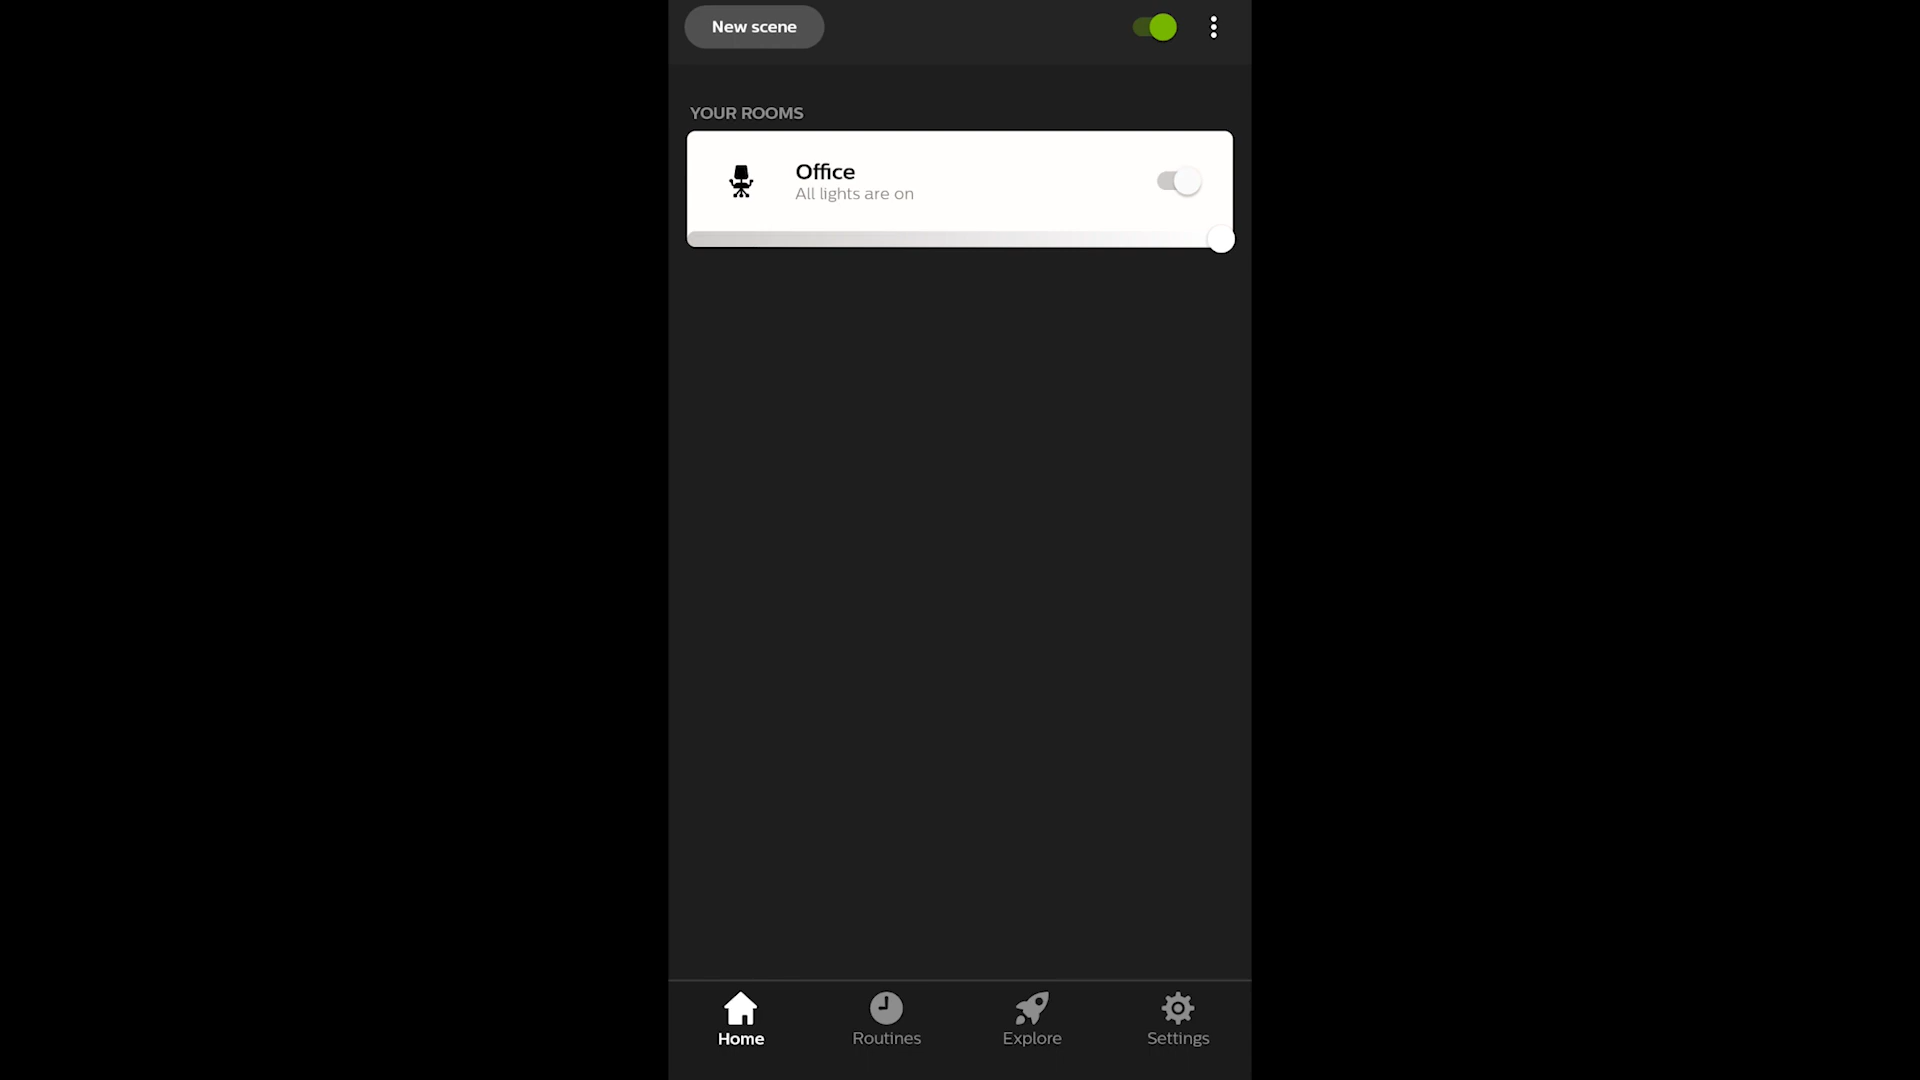 New scene
YOUR ROOMS
Office
All lights are on
Home
Routines
Explore
Settings